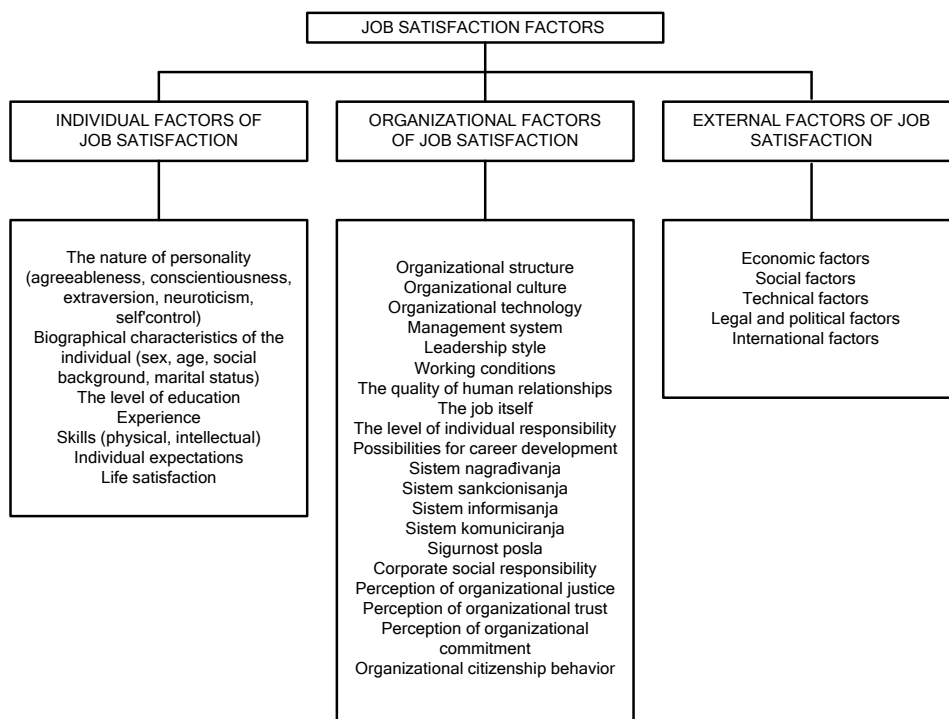 JOB SATISFACTION FACTORS
INDIVIDUAL FACTORS OF
JOB SATISFACTION
ORGANIZATIONAL FACTORS
OF JOB SATISFACTION
EXTERNAL FACTORS OF JOB
SATISFACTION
The nature of personality
(agreeableness, conscientiousness,
extraversion, neuroticism,
self'control)
Biographical characteristics of the
individual (sex, age, social
background, marital status)
The level of education
Experience
Skills (physical, intellectual)
Individual expectations
Life satisfaction
Organizational structure
Organizational culture
Organizational technology
Management system
Leadership style
Working conditions
The quality of human relationships
The job itself
The level of individual responsibility
Possibilities for career development
Sistem nagrađivanja
Sistem sankcionisanja
Sistem informisanja
Sistem komuniciranja
Sigurnost posla
Corporate social responsibility
Perception of organizational justice
Perception of organizational trust
Perception of organizational
commitment
Organizational citizenship behavior
Economic factors
Social factors
Technical factors
Legal and political factors
International factors